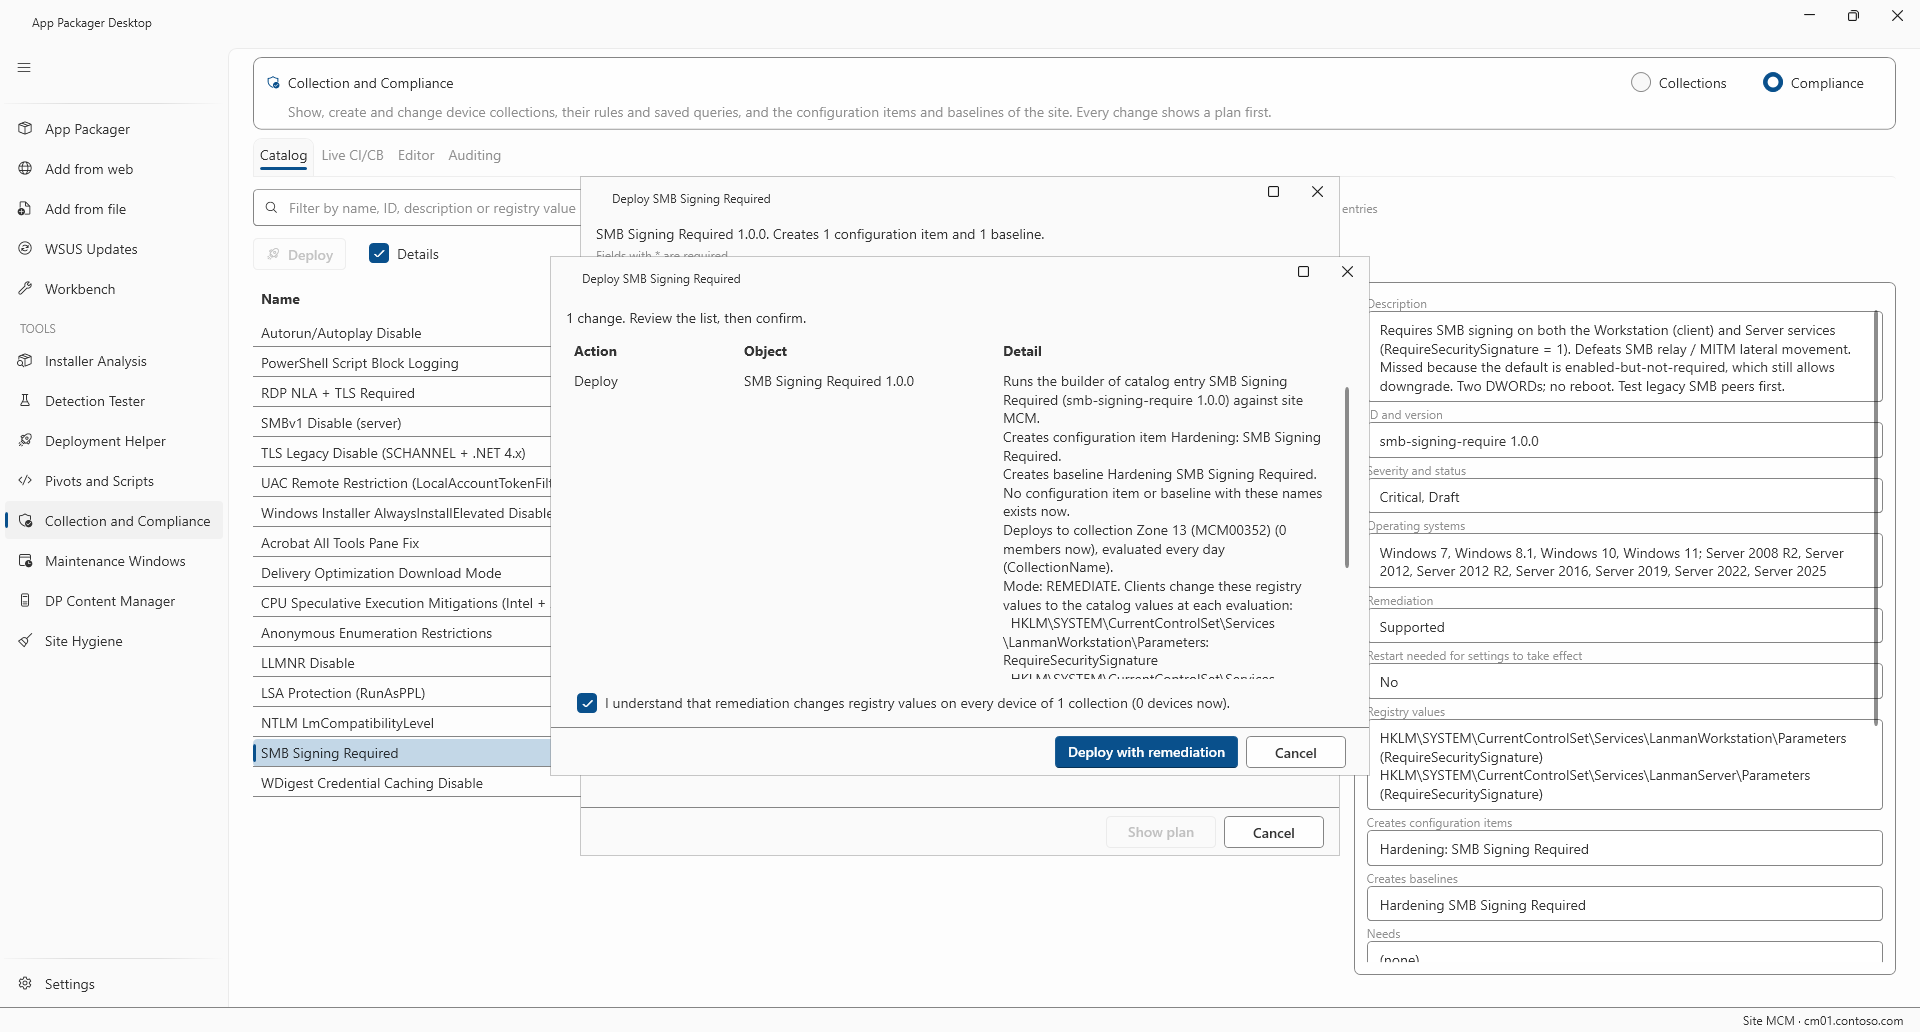 App Packager Desktop
Collection and Compliance
Collections
Compliance
Show, create and change device collections, their rules and saved queries, and the configuration items and baselines of the site. Every change shows a plan first.
App Packager
Add from web
Add from file
WSUS Updates
Workbench
TOOLS
Installer Analysis
Detection Tester
Deployment Helper
Pivots and Scripts
Collection and Compliance
Maintenance Windows
DP Content Manager
Site Hygiene
Settings
Catalog
Live CI/CB
Editor
Auditing
Filter by name, ID, description or registry value
entries
Deploy
Details
Name
Autorun/Autoplay Disable
PowerShell Script Block Logging
RDP NLA + TLS Required
SMBv1 Disable (server)
TLS Legacy Disable (SCHANNEL + .NET 4.x)
UAC Remote Restriction (LocalAccountTokenFilt
Windows Installer AlwaysInstallElevated Disable
Acrobat All Tools Pane Fix
Delivery Optimization Download Mode
CPU Speculative Execution Mitigations (Intel +
Anonymous Enumeration Restrictions
LLMNR Disable
LSA Protection (RunAsPPL)
NTLM LmCompatibilityLevel
SMB Signing Required
WDigest Credential Caching Disable
Deploy SMB Signing Required
SMB Signing Required 1.0.0. Creates 1 configuration item and 1 baseline.
Fields with * are required
Deploy SMB Signing Required
1 change. Review the list, then confirm.
Action
Object
Detail
Deploy
SMB Signing Required 1.0.0
Runs the builder of catalog entry SMB Signing
Required (smb-signing-require 1.0.0) against site
MCM.
Creates configuration item Hardening: SMB Signing
Required.
Creates baseline Hardening SMB Signing Required.
No configuration item or baseline with these names
exists now.
Deploys to collection Zone 13 (MCM00352) (0
members now), evaluated every day
(CollectionName).
Mode: REMEDIATE. Clients change these registry
values to the catalog values at each evaluation:
HKLM\SYSTEM\CurrentControlSet\Services
\LanmanWorkstation\Parameters:
RequireSecuritySignature
HKLM\SYSTEM\CurrentControlSet\Services
I understand that remediation changes registry values on every device of 1 collection (0 devices now).
Deploy with remediation
Cancel
Show plan
Cancel
Description
Requires SMB signing on both the Workstation (client) and Server services
(RequireSecuritySignature = 1). Defeats SMB relay / MITM lateral movement.
Missed because the default is enabled-but-not-required, which still allows
downgrade. Two DWORDs; no reboot. Test legacy SMB peers first.
ID and version
smb-signing-require 1.0.0
Severity and status
Critical, Draft
Operating systems
Windows 7, Windows 8.1, Windows 10, Windows 11; Server 2008 R2, Server
2012, Server 2012 R2, Server 2016, Server 2019, Server 2022, Server 2025
Remediation
Supported
Restart needed for settings to take effect
No
Registry values
HKLM\SYSTEM\CurrentControlSet\Services\LanmanWorkstation\Parameters
(RequireSecuritySignature)
HKLM\SYSTEM\CurrentControlSet\Services\LanmanServer\Parameters
(RequireSecuritySignature)
Creates configuration items
Hardening: SMB Signing Required
Creates baselines
Hardening SMB Signing Required
Needs
(none)
Site MCM · cm01.contoso.com